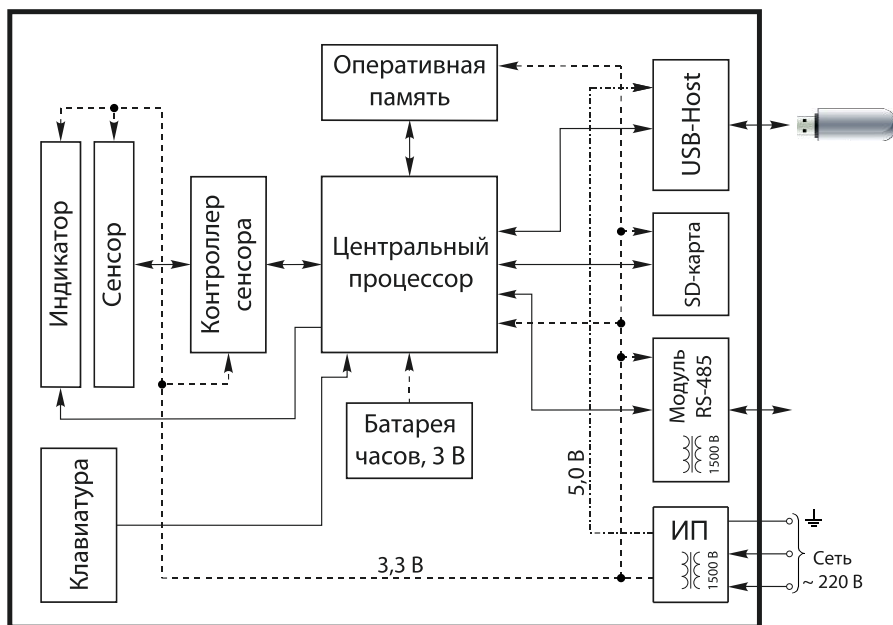 Оперативная
память
USB-Host
Индикатор
Сенсор
Контроллер
сенсора
Центральный
процессор
SD-карта
Модуль
RS-485
1500 В
Батарея
часов, 3 В
5,0 В
Клавиатура
3,3 В
ИП
1500 В
Сеть
~ 220 В